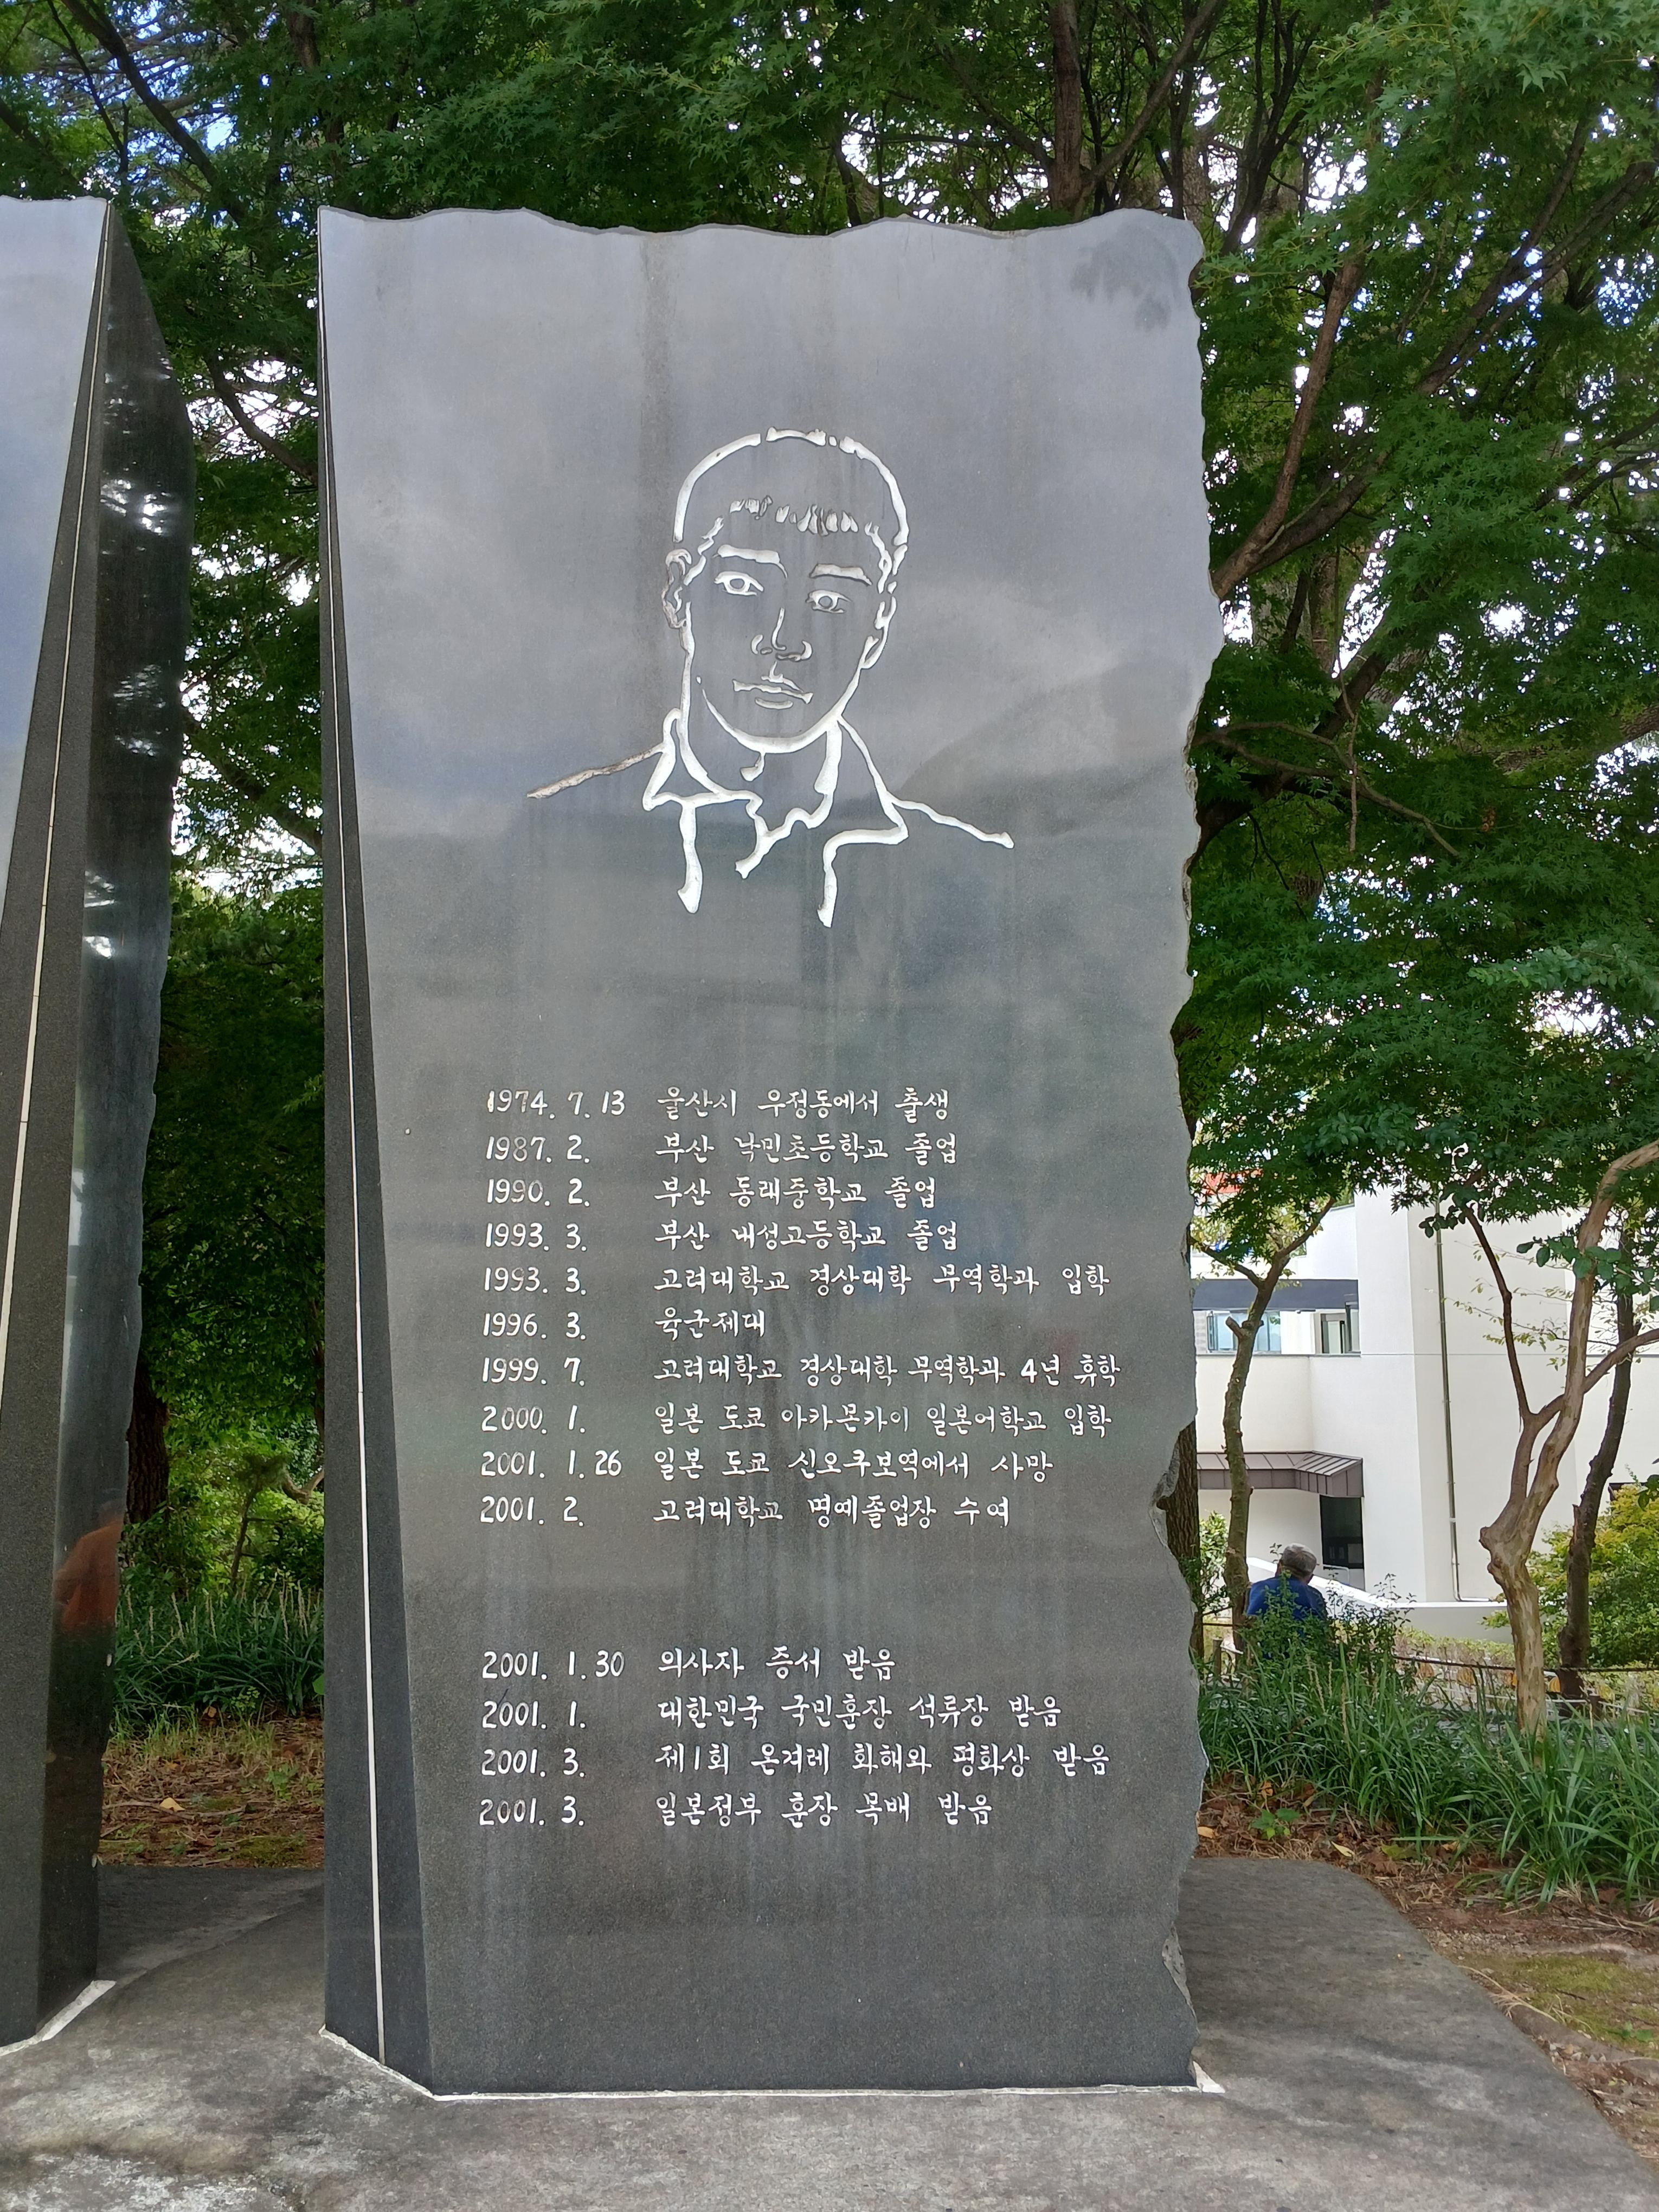 1974. 7. 13 울산시 우정동에서 출생
1987. 2. 부산 낙민초등학교 졸업
1990. 2. 부산 동래중학교 졸업
1993. 3. 부산 내성고등학교 졸업
1993. 3. 고려대학교 경상대학 무역학과 입학
1996. 3. 육군제대
1999. 7. 고려대학교 경상대학 무역학과 4년 휴학
2000. 1. 일본 도쿄 아카몬카이 일본어학교 입학
2001. 1. 26 일본 도쿄 신오쿠보역에서 사망
2001. 2. 고려대학교 명예졸업장 수여
2001. 1. 30 의사자 증서 받음
2001. 1. 대한민국 국민훈장 석류장 받음
2001. 3. 제1회 온겨레 화해와 평화상 받음
2001. 3. 일본정부 훈장 목배 받음